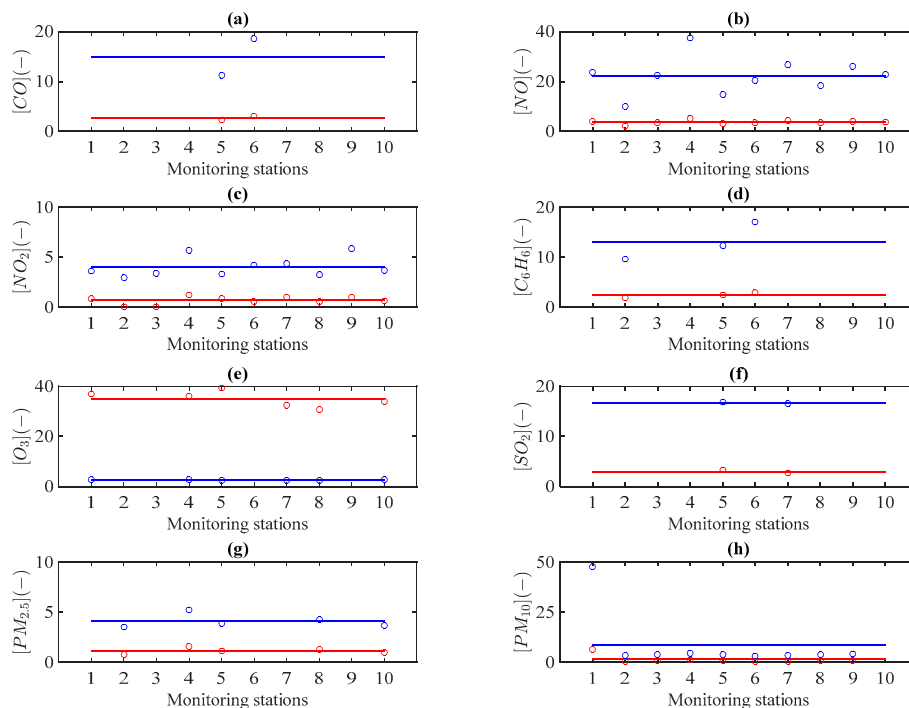 (a)
20
10
0
[CO](−)
1 2 3 4 5 6 7 8 9 10
Monitoring stations
(b)
40
20
0
[NO](−)
1 2 3 4 5 6 7 8 9 10
Monitoring stations
(c)
10
5
0
[NO₂](−)
1 2 3 4 5 6 7 8 9 10
Monitoring stations
(d)
20
10
0
[C₆H₆](−)
1 2 3 4 5 6 7 8 9 10
Monitoring stations
(e)
40
20
0
[O₃](−)
1 2 3 4 5 6 7 8 9 10
Monitoring stations
(f)
20
10
0
[SO₂](−)
1 2 3 4 5 6 7 8 9 10
Monitoring stations
(g)
10
5
0
[PM₂.₅](−)
1 2 3 4 5 6 7 8 9 10
Monitoring stations
(h)
50
25
0
[PM₁₀](−)
1 2 3 4 5 6 7 8 9 10
Monitoring stations